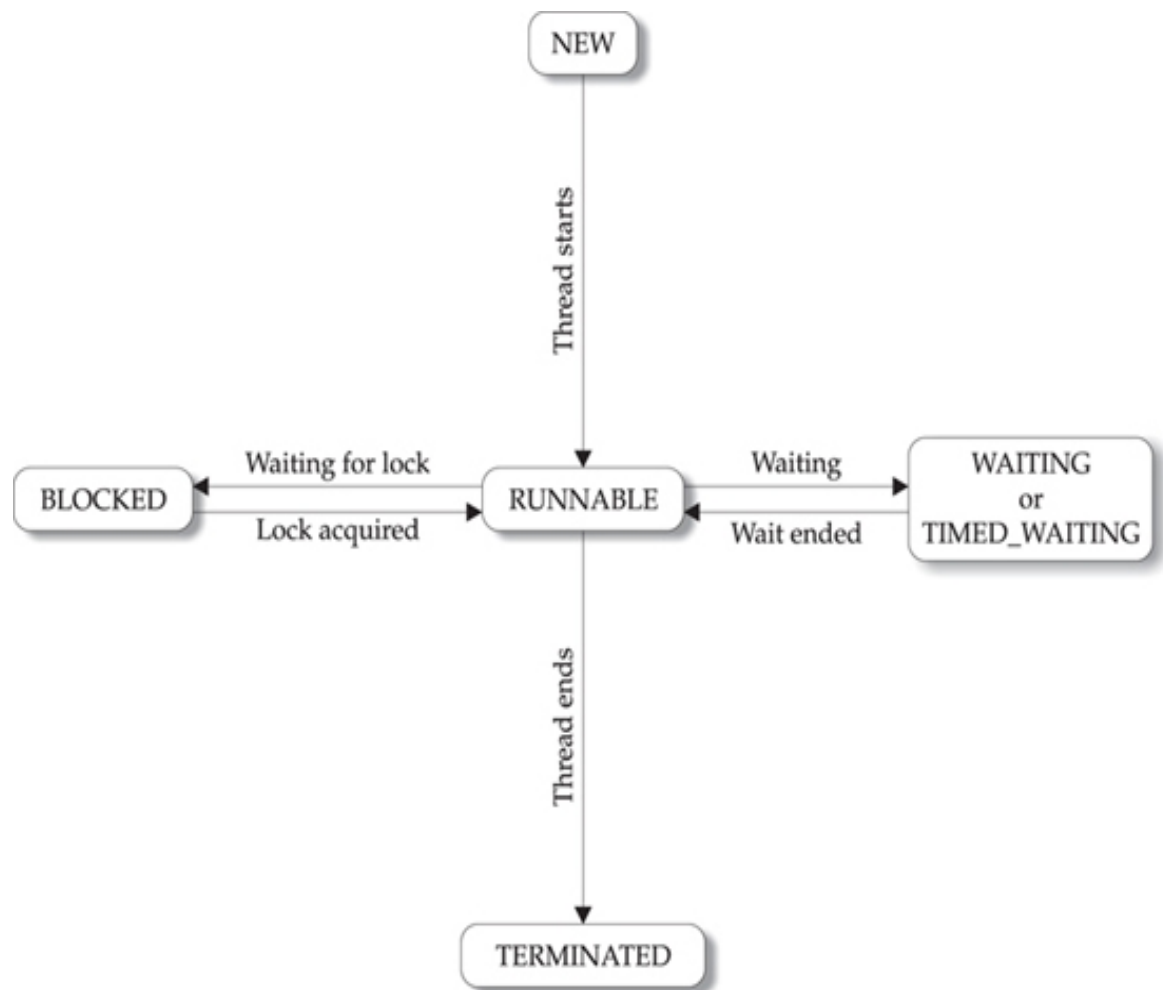 NEW
Thread starts
Waiting for lock
Waiting
BLOCKED
RUNNABLE
WAITING
or
TIMED_WAITING
Lock acquired
Wait ended
Thread ends
TERMINATED